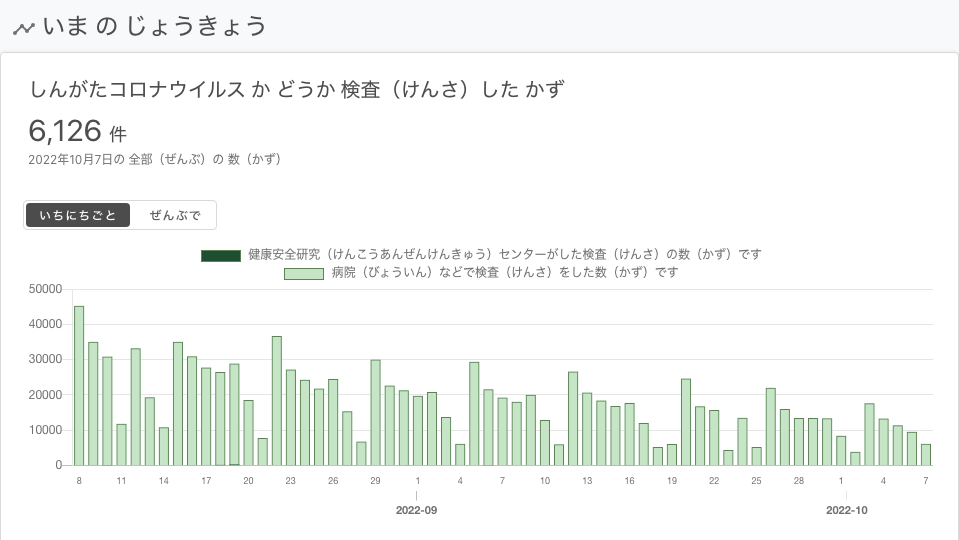 いま の じょうきょう
しんがたコロナウイルス か どうか 検査（けんさ）した かず
6,126 件
2022年10月7日の 全部（ぜんぶ）の 数（かず）
いちにちごと ぜんぶで
健康安全研究（けんこうあんぜんけんきゅう）センターがした検査（けんさ）の数（かず）です
病院（びょういん）などで検査（けんさ）をした数（かず）です
50000
40000
30000
20000
10000
0
8 11 14 17 20 23 26 29 1 4 7 10 13 16 19 22 25 28 1 4 7
2022-09 2022-10